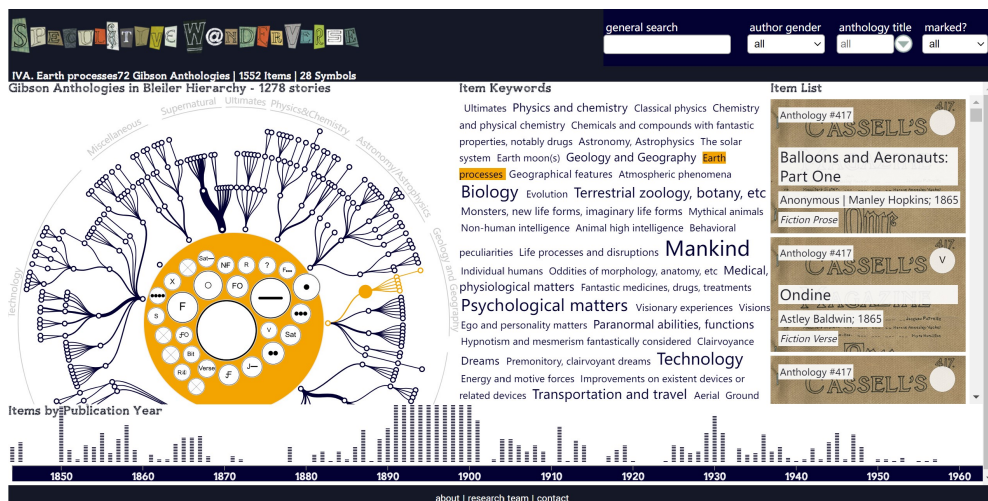 SPECULATIVE W@NDERVERSE
general search
author gender
anthology title
marked?
all
all
all
IVA. Earth processes72 Gibson Anthologies | 1552 Items | 28 Symbols
Gibson Anthologies in Bleiler Hierarchy - 1278 stories
Technology
Miscellaneous
Supernatural
Ultimates
Physics&Chemistry
Astronomy/Astrophysics
Geology and Geography
Sat—
NF
R
?
X
FO
F
S
V
Sat
FO
Bit
R
Verse
F
J—
Item Keywords
Ultimates Physics and chemistry Classical physics Chemistry
and physical chemistry Chemicals and compounds with fantastic
properties, notably drugs Astronomy, Astrophysics The solar
system Earth moon(s) Geology and Geography Earth
processes Geographical features Atmospheric phenomena
Biology Evolution Terrestrial zoology, botany, etc
Monsters, new life forms, imaginary life forms Mythical animals
Non-human intelligence Animal high intelligence Behavioral
peculiarities Life processes and disruptions Mankind
Individual humans Oddities of morphology, anatomy, etc Medical,
physiological matters Fantastic medicines, drugs, treatments
Psychological matters Visionary experiences Visions
Ego and personality matters Paranormal abilities, functions
Hypnotism and mesmerism fantastically considered Clairvoyance
Dreams Premonitory, clairvoyant dreams Technology
Energy and motive forces Improvements on existent devices or
related devices Transportation and travel Aerial Ground
Item List
Anthology #417
417.
CASSELL'S
Balloons and Aeronauts:
Part One
Anonymous | Manley Hopkins; 1865
Fiction Prose
Anthology #417
V
CASSELL'S
Ondine
Astley Baldwin; 1865
Fiction Verse
Anthology #417
417.
CASSELL'S
Items by Publication Year
1850 1860 1870 1880 1890 1900 1910 1920 1930 1940 1950 1960
about | research team | contact